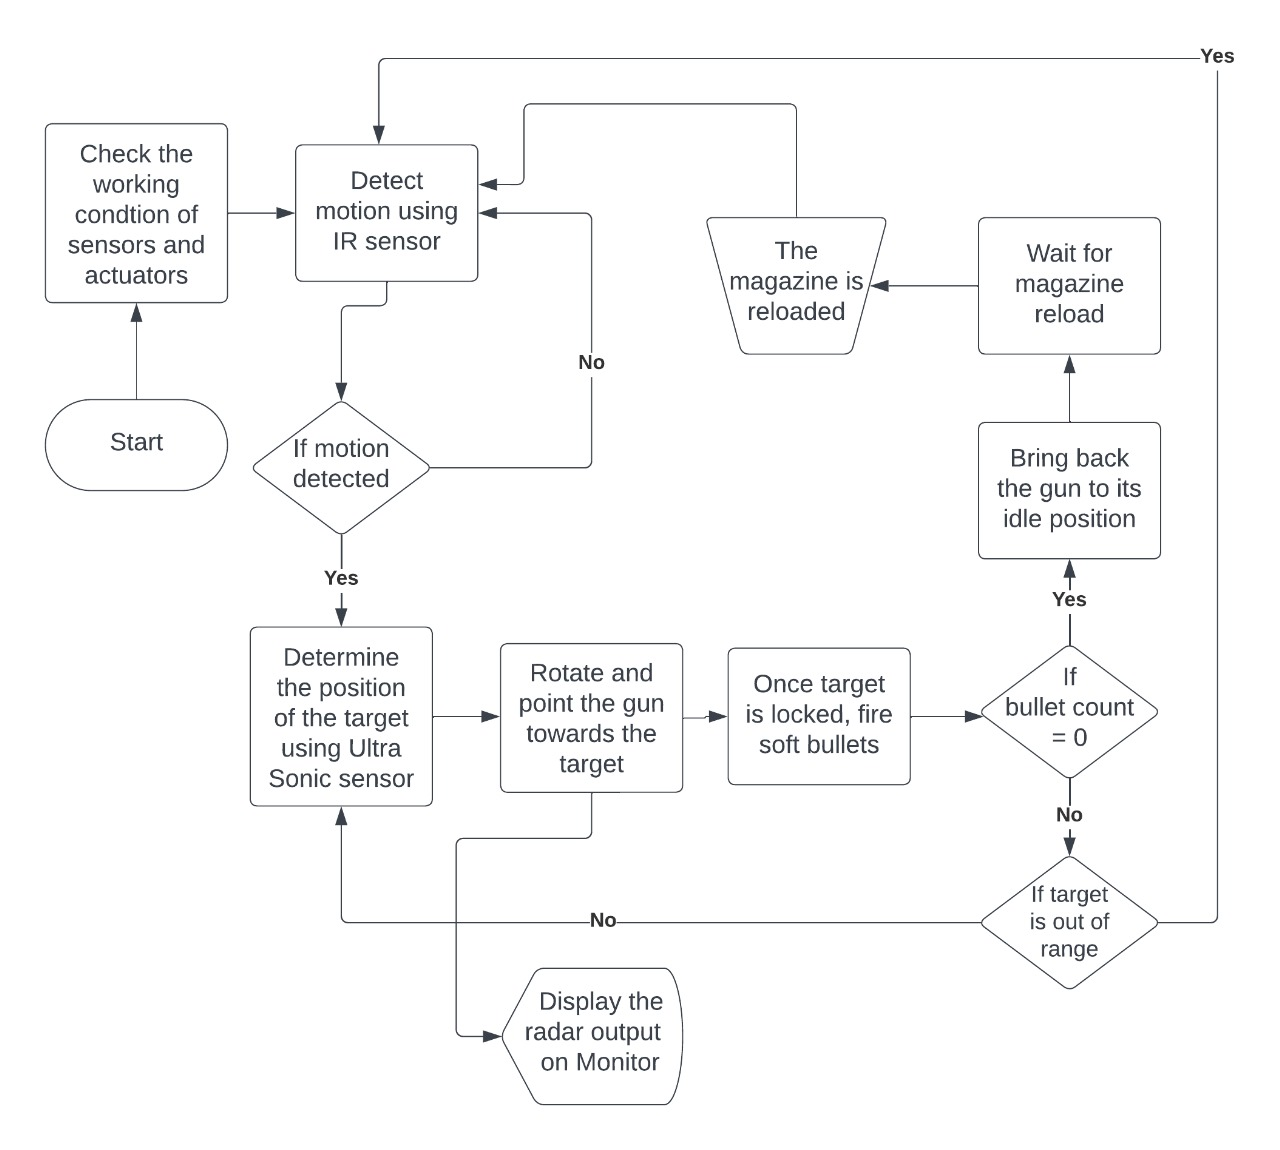 Yes
Check the
working
condtion of
sensors and
actuators
Detect
motion using
IR sensor
The
magazine is
reloaded
Wait for
magazine
reload
No
Start
If motion
detected
Bring back
the gun to its
idle position
Yes
Yes
Determine
the position
of the target
using Ultra
Sonic sensor
Rotate and
point the gun
towards the
target
Once target
is locked, fire
soft bullets
If
bullet count
= 0
No
If target
is out of
range
No
Display the
radar output
on Monitor